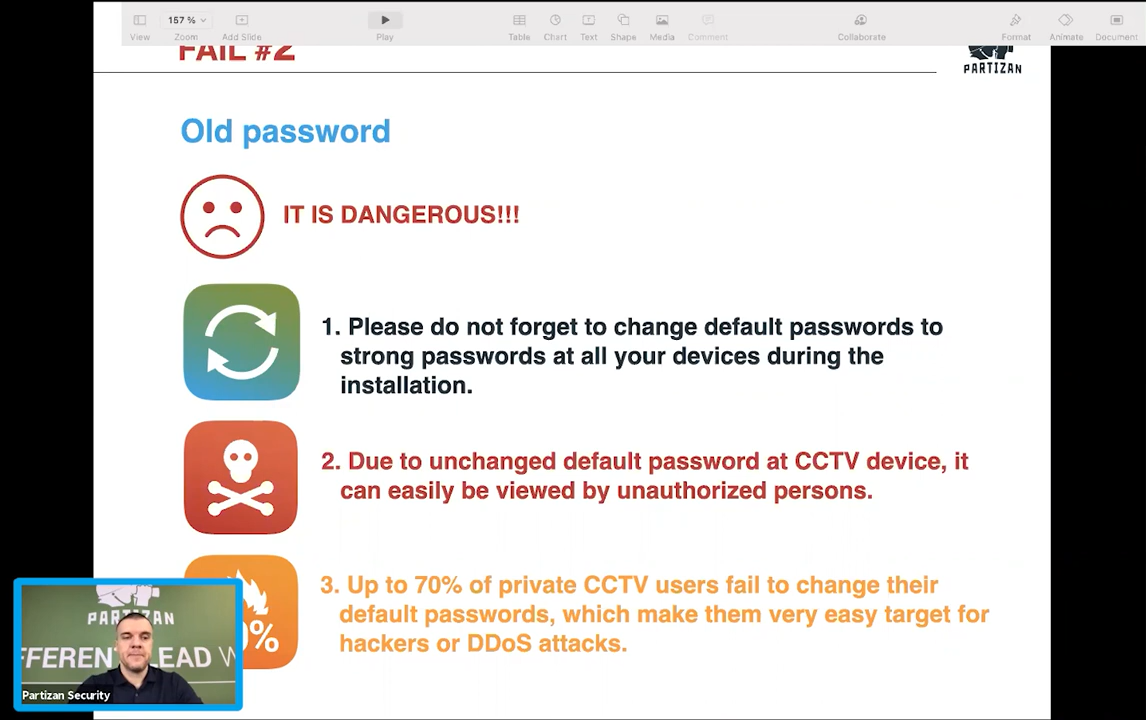 157 %
View
Zoom
Add Slide
Play
Table
Chart
Text
Shape
Media
Comment
Collaborate
Format
Animate
Document
FAIL #2
PARTIZAN
Old password
IT IS DANGEROUS!!!
1. Please do not forget to change default passwords to
strong passwords at all your devices during the
installation.
2. Due to unchanged default password at CCTV device, it
can easily be viewed by unauthorized persons.
3. Up to 70% of private CCTV users fail to change their
default passwords, which make them very easy target for
hackers or DDoS attacks.
PARTIZAN
LEAD
Partizan Security